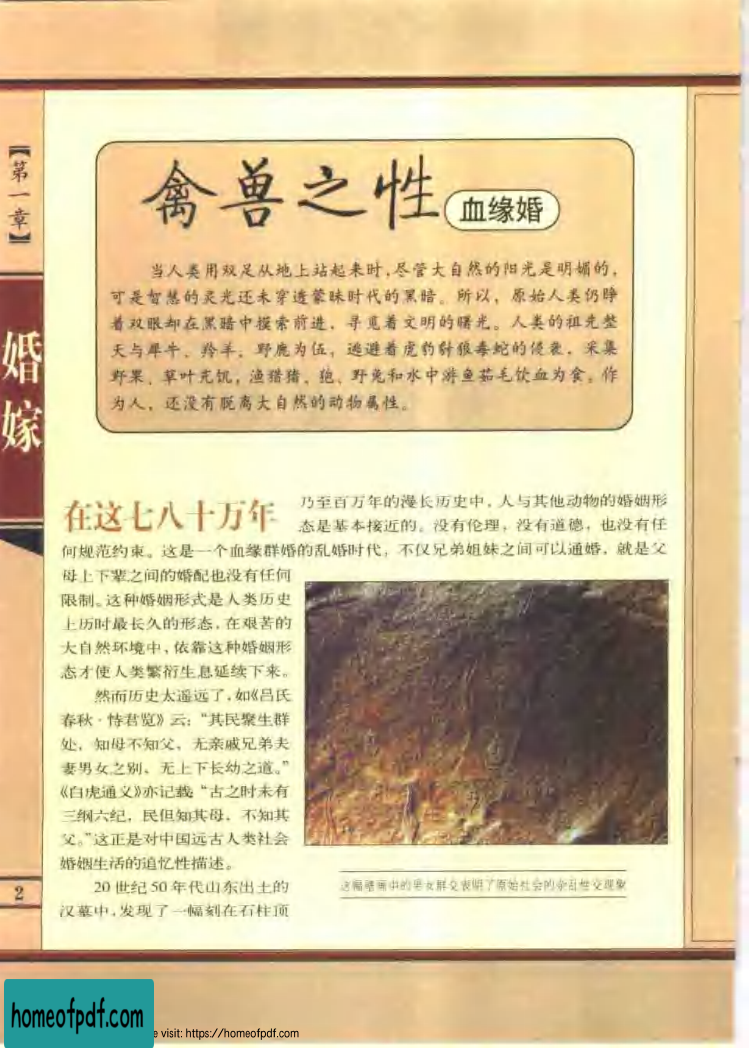 【第一章】
婚嫁
禽兽之性
血缘婚
当人类用双足从地上站起来时，尽管大自然的阳光是明媚的，
可是智慧的灵光还未穿透蒙昧时代的黑暗。所以，原始人类仍睁
着双眼却在黑暗中摸索前进，寻觅着文明的曙光。人类的祖先整
天与犀牛、羚羊、野鹿为伍，逃避着虎豹豺狼毒蛇的侵袭，采集
野果、草叶充饥，渔猎猪、狍、野兔和水中游鱼茹毛饮血为食。作
为人，还没有脱离大自然的动物属性。
在这七八十万年
乃至百万年的漫长历史中，人与其他动物的婚姻形
态是基本接近的。没有伦理，没有道德，也没有任
何规范约束。这是一个血缘群婚的乱婚时代，不仅兄弟姐妹之间可以通婚，就是父
母上下辈之间的婚配也没有任何
限制。这种婚姻形式是人类历史
上历时最长久的形态，在艰苦的
大自然环境中，依靠这种婚姻形
态才使人类繁衍生息延续下来。
然而历史太遥远了，如《吕氏
春秋·恃君览》云：“其民聚生群
处，知母不知父，无亲戚兄弟夫
妻男女之别，无上下长幼之道。”
《白虎通义》亦记载：“古之时未有
三纲六纪，民但知其母，不知其
父。”这正是对中国远古人类社会
婚姻生活的追忆性描述。
20世纪50年代山东出土的
汉墓中，发现了一幅刻在石柱顶
这幅壁画中的男女群交表明了原始社会的杂乱性交现象
2
homeofpdf.com
e visit: https://homeofpdf.com